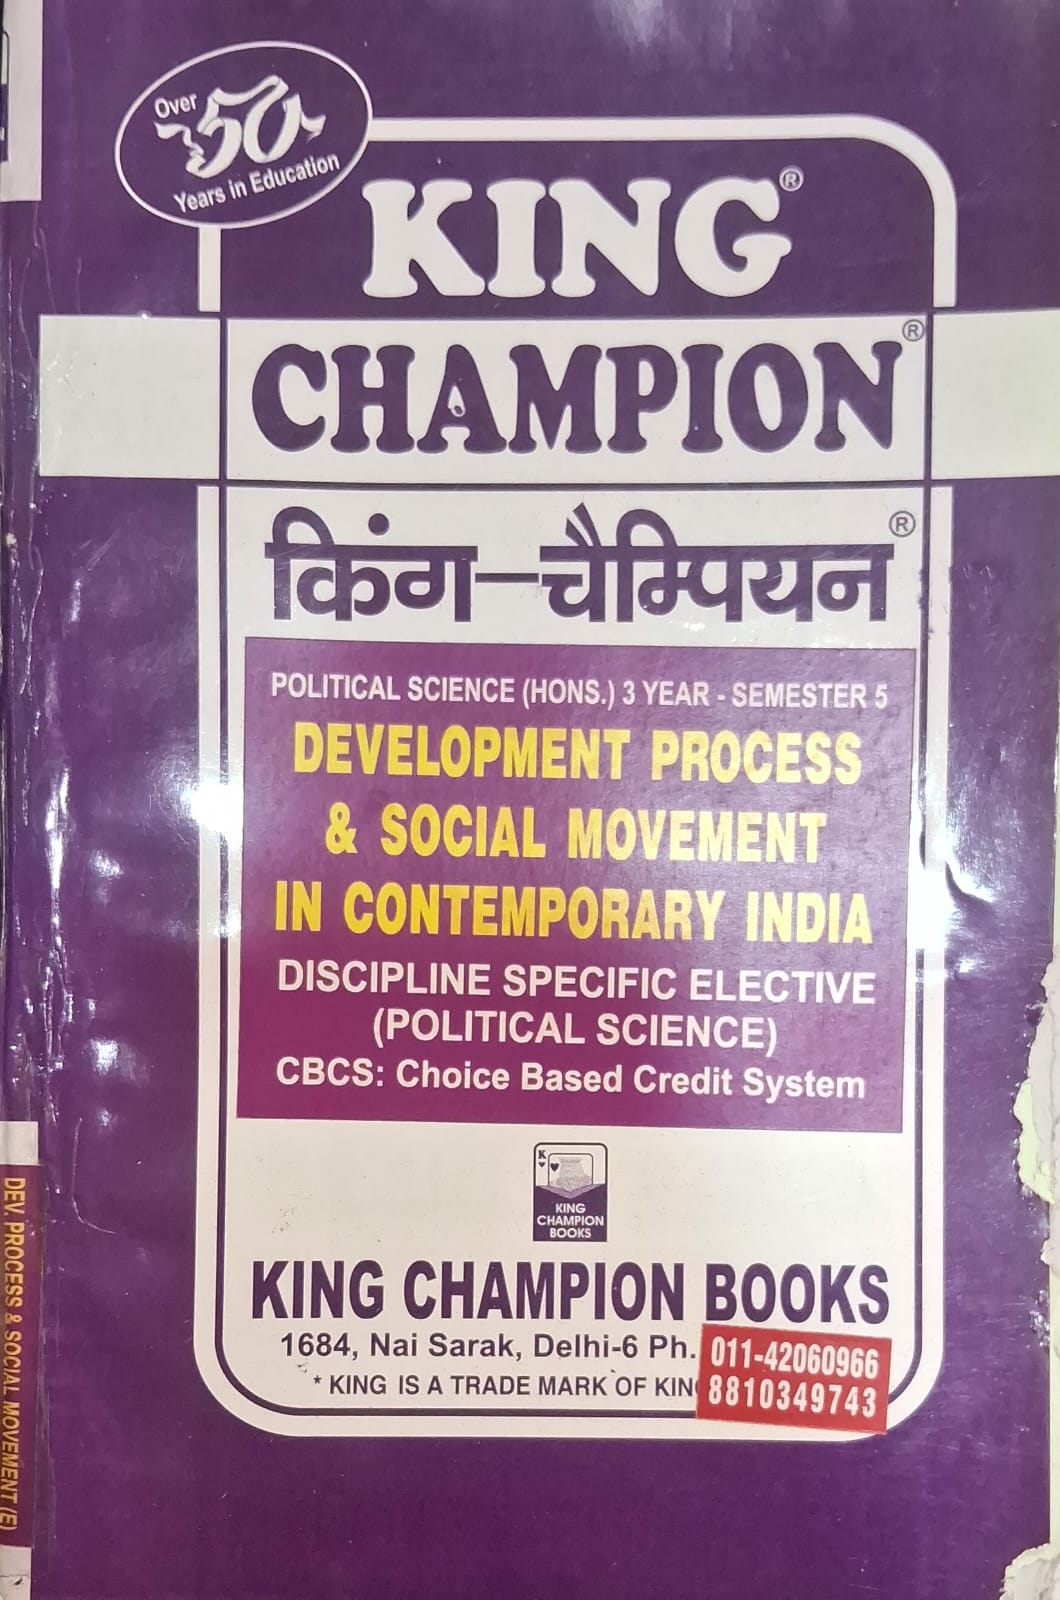 Over
50
Years in Education
KING®
CHAMPION®
किंग-चैम्पियन®
POLITICAL SCIENCE (HONS.) 3 YEAR - SEMESTER 5
DEVELOPMENT PROCESS
& SOCIAL MOVEMENT
IN CONTEMPORARY INDIA
DISCIPLINE SPECIFIC ELECTIVE
(POLITICAL SCIENCE)
CBCS: Choice Based Credit System
K
KING
CHAMPION
BOOKS
KING CHAMPION BOOKS
1684, Nai Sarak, Delhi-6 Ph. 011-42060966
8810349743
* KING IS A TRADE MARK OF KIN
DEV. PROCESS & SOCIAL MOVEMENT (E)